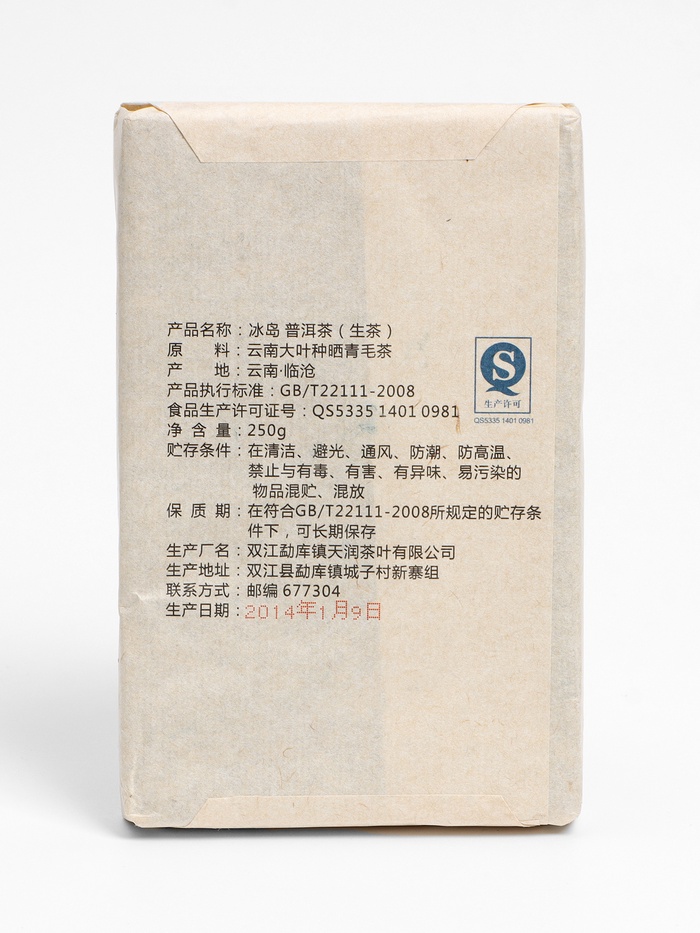 产品名称：冰岛 普洱茶（生茶）
原 料：云南大叶种晒青毛茶
产 地：云南·临沧
产品执行标准：GB/T22111-2008
食品生产许可证号：QS5335 1401 0981
净 含 量：250g
贮存条件：在清洁、避光、通风、防潮、防高温、
禁止与有毒、有害、有异味、易污染的
物品混贮、混放
保 质 期：在符合GB/T22111-2008所规定的贮存条
件下，可长期保存
生产厂名：双江勐库镇天润茶叶有限公司
生产地址：双江县勐库镇城子村新寨组
联系方式：邮编 677304
生产日期：2014年1月9日
QS
生产许可
QS5335 1401 0981